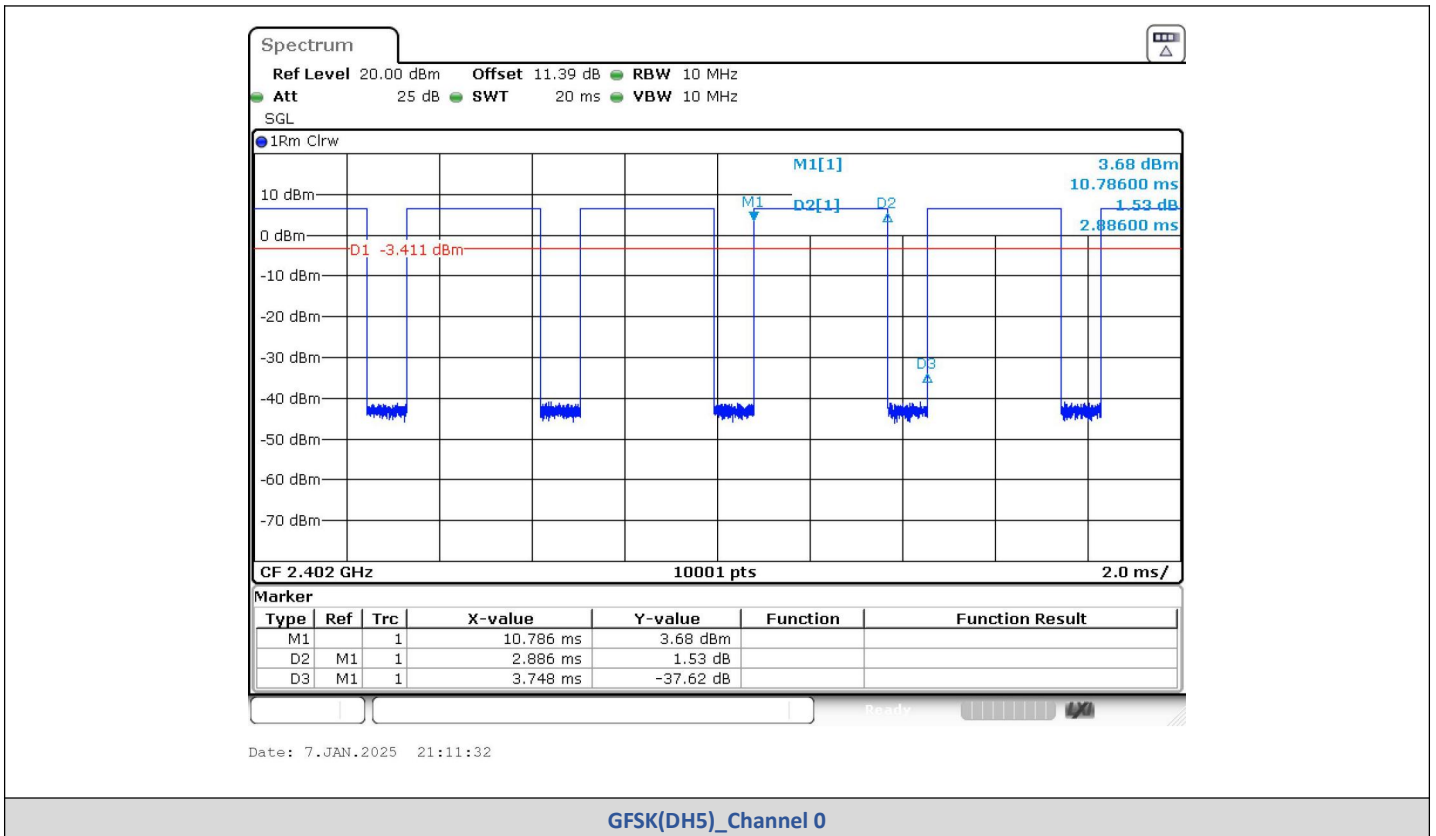 Spectrum
Ref Level 20.00 dBm Offset 11.39 dB RBW 10 MHz
Att 25 dB SWT 20 ms VBW 10 MHz
SGL
1Rm Clrw
M1[1] 3.68 dBm
10.78600 ms
10 dBm
M1 D2[1] D2 1.53 dB
2.88600 ms
0 dBm
D1 -3.411 dBm
-10 dBm
-20 dBm
-30 dBm
D3
-40 dBm
-50 dBm
-60 dBm
-70 dBm
CF 2.402 GHz 10001 pts 2.0 ms/
Marker
Type Ref Trc X-value Y-value Function Function Result
M1 1 10.786 ms 3.68 dBm
D2 M1 1 2.886 ms 1.53 dB
D3 M1 1 3.748 ms -37.62 dB
Ready LXI
Date: 7.JAN.2025 21:11:32
GFSK(DH5)_Channel 0